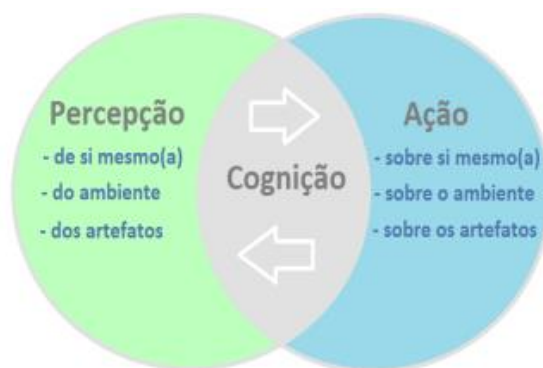 Percepção
- de si mesmo(a)
- do ambiente
- dos artefatos
Cognição
Ação
- sobre si mesmo(a)
- sobre o ambiente
- sobre os artefatos